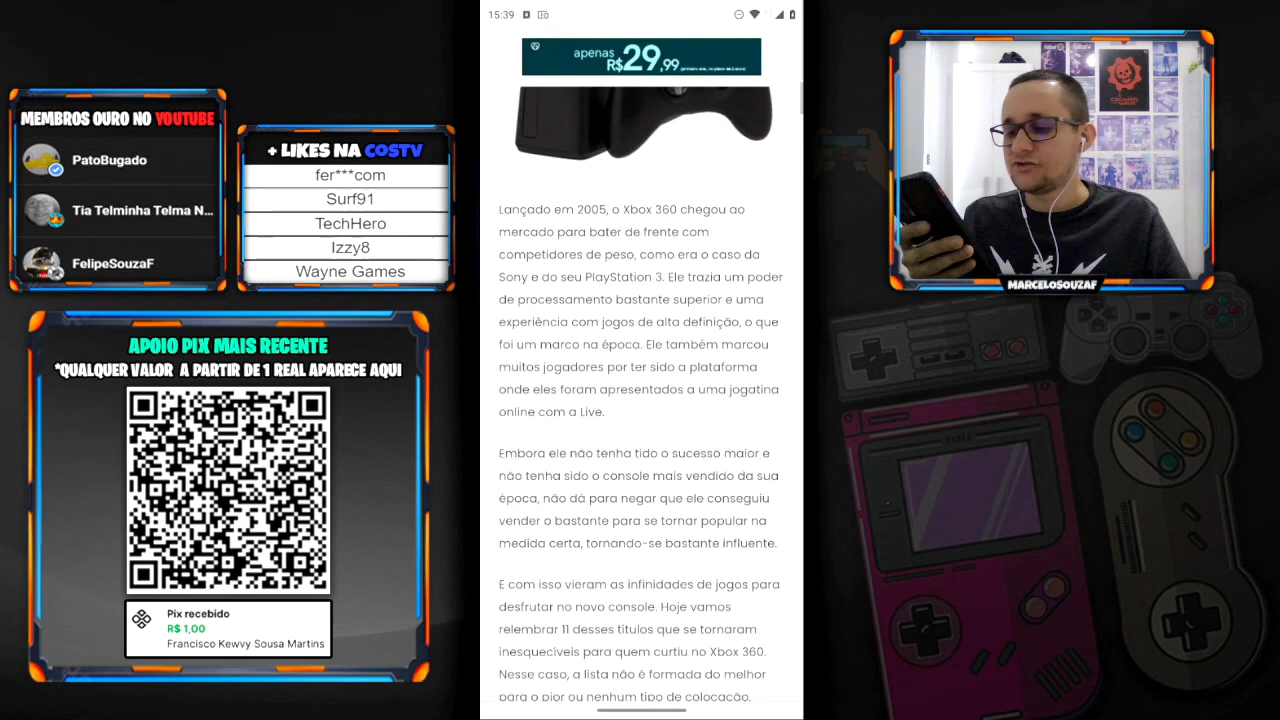 MEMBROS OURO NO YOUTUBE
PatoBugado
Tia Telminha Telma N...
FelipeSouzaF
+ LIKES NA COSTV
fer***com
Surf91
TechHero
Izzy8
Wayne Games
APOIO PIX MAIS RECENTE
*QUALQUER VALOR A PARTIR DE 1 REAL APARECE AQUI
Pix recebido
R$ 1,00
Francisco Kewvy Sousa Martins
15:39
apenas
R$29,99
Lançado em 2005, o Xbox 360 chegou ao
mercado para bater de frente com
competidores de peso, como era o caso da
Sony e do seu PlayStation 3. Ele trazia um poder
de processamento bastante superior e uma
experiência com jogos de alta definição, o que
foi um marco na época. Ele também marcou
muitos jogadores por ter sido a plataforma
onde eles foram apresentados a uma jogatina
online com a Live.
Embora ele não tenha tido o sucesso maior e
não tenha sido o console mais vendido da sua
época, não dá para negar que ele conseguiu
vender o bastante para se tornar popular na
medida certa, tornando-se bastante influente.
E com isso vieram as infinidades de jogos para
desfrutar no novo console. Hoje vamos
relembrar 11 desses títulos que se tornaram
inesquecíveis para quem curtiu no Xbox 360.
Nesse caso, a lista não é formada do melhor
para o pior ou nenhum tipo de colocação,
MARCELOSOUZAF